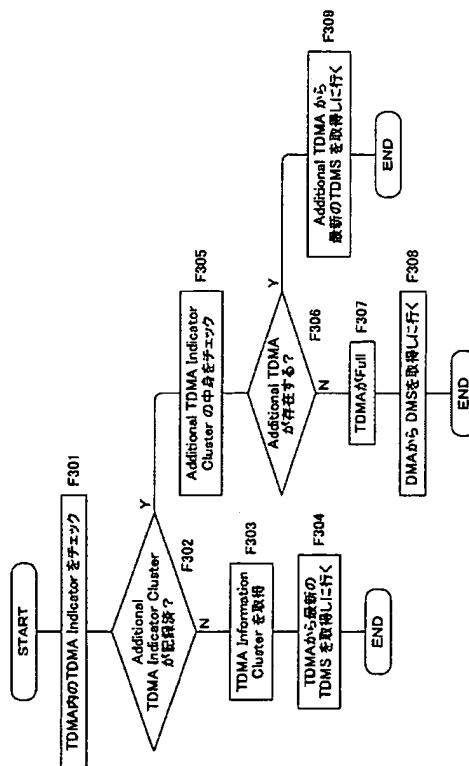 START
TDMA内のTDMA Indicator をチェック
F301
Additional
TDMA Indicator Cluster
が記録済?
F302
N
Y
TDMA Information
Cluster を取得
F303
TDMAから最新の
TDMS を取得しに行く
F304
END
Additional TDMA Indicator
Cluster の中身をチェック
F305
Additional TDMA
が存在する?
F306
N
Y
TDMAがFull
F307
DMAから DMSを取得しに行く
F308
END
Additional TDMA から
最新のTDMS を取得しに行く
F309
END